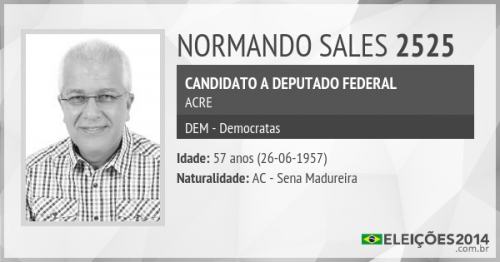 NORMANDO SALES 2525
CANDIDATO A DEPUTADO FEDERAL
ACRE
DEM - Democratas
Idade: 57 anos (26-06-1957)
Naturalidade: AC - Sena Madureira
ELEIÇÕES2014
.com.br